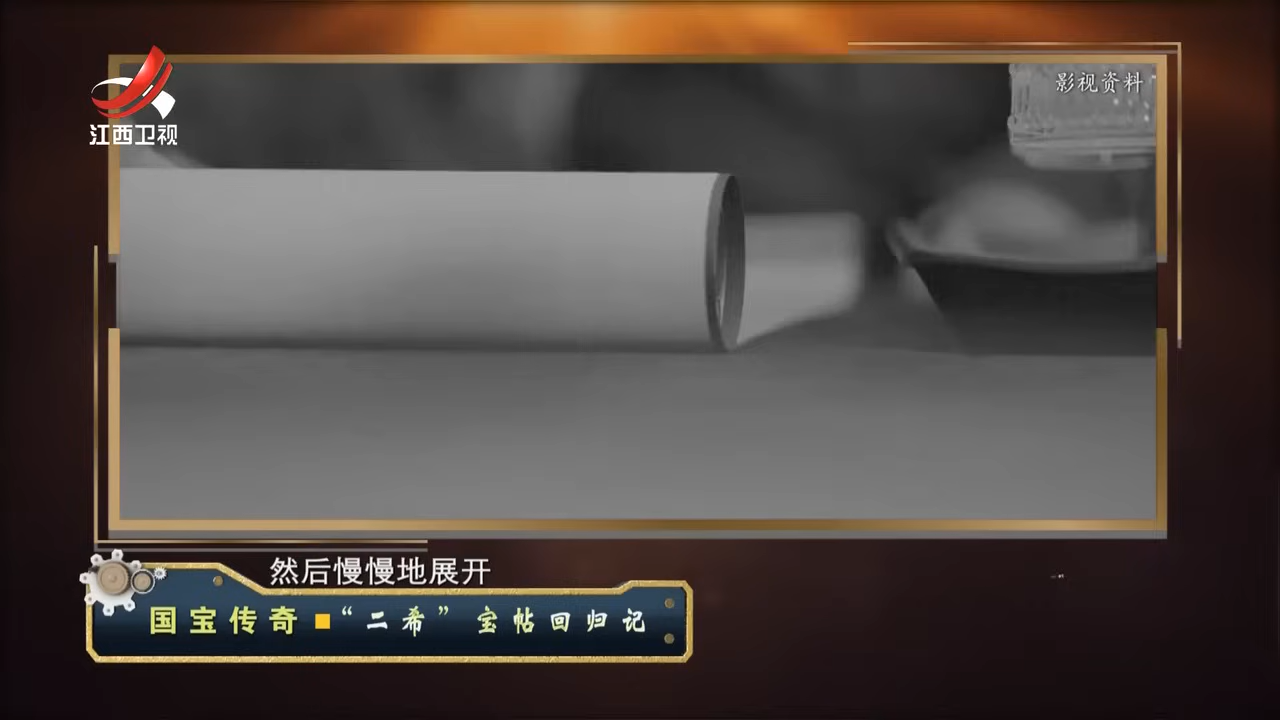 影视资料
江西卫视
然后慢慢地展开
国宝传奇■“二希”宝帖回归记